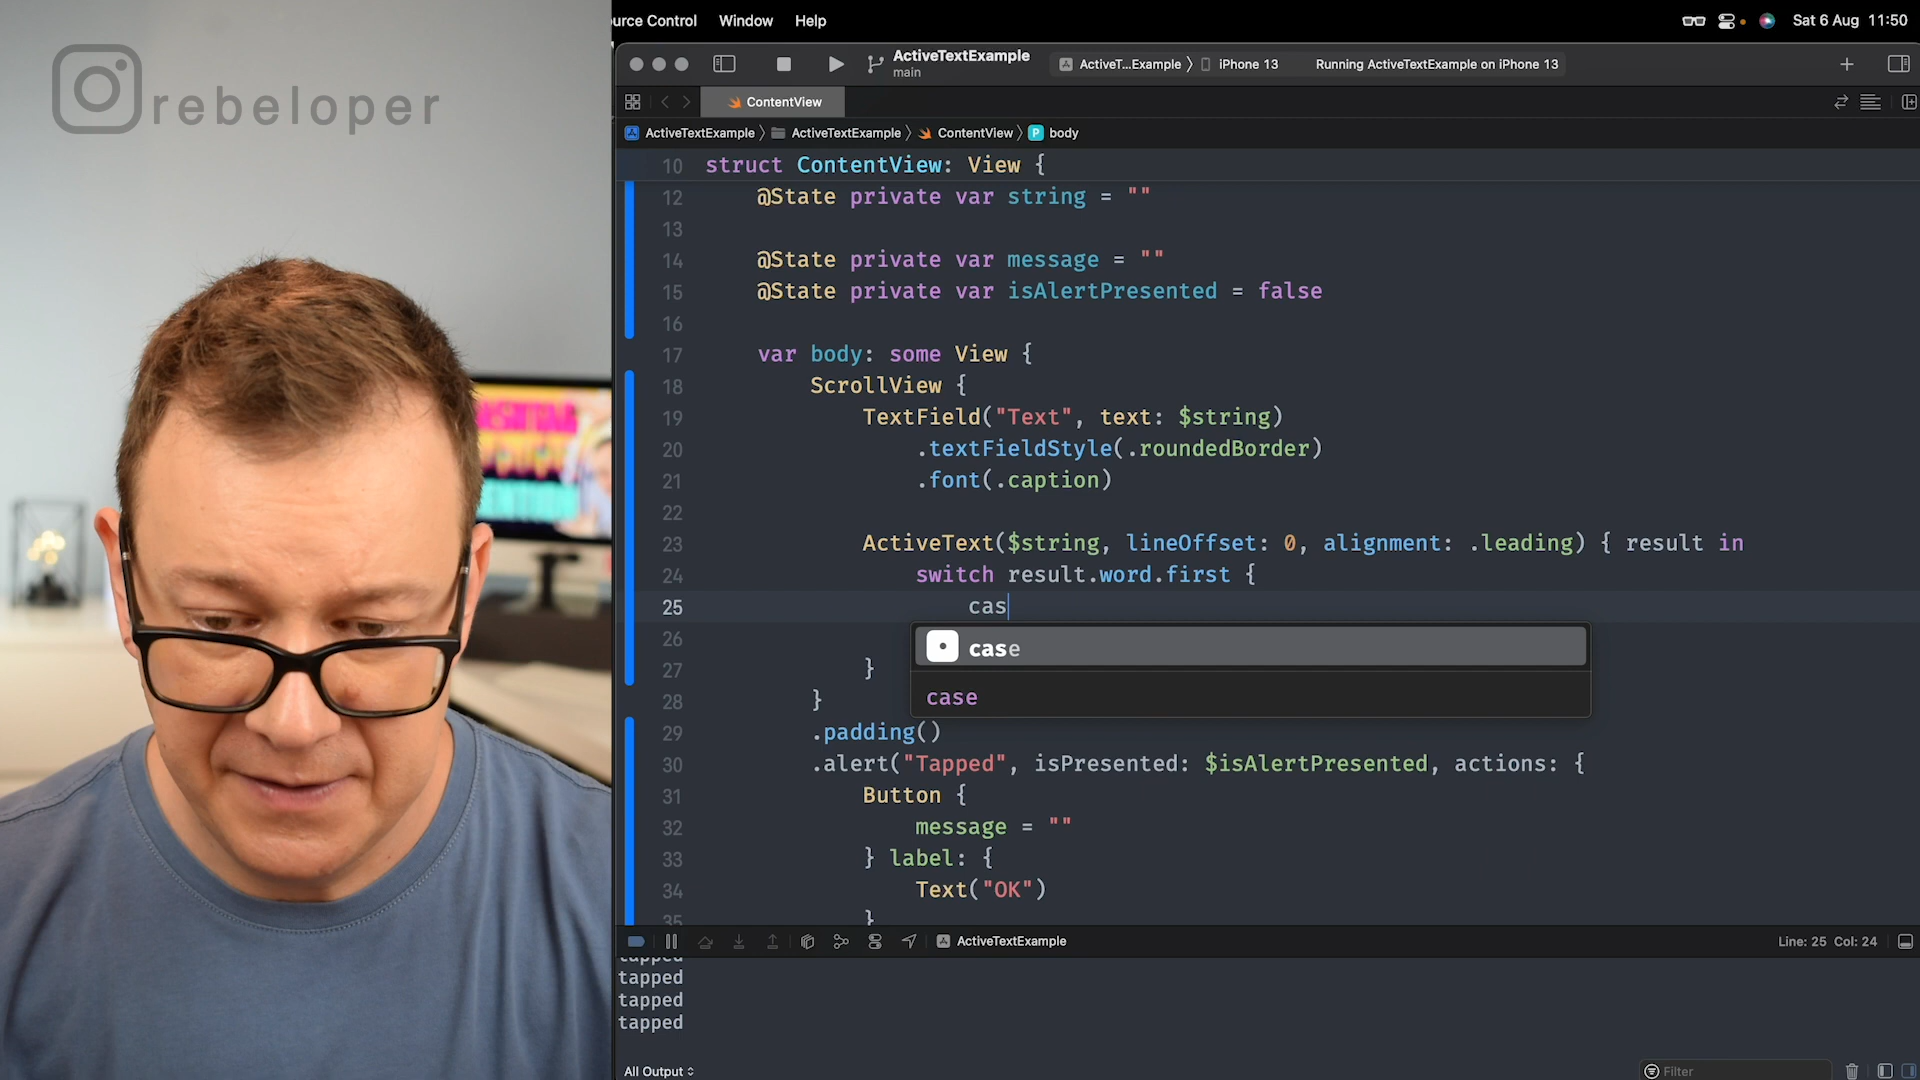 urce Control Window Help
Sat 6 Aug 11:50
rebeloper
ActiveTextExample
main
ActiveT...Example 〉 iPhone 13 Running ActiveTextExample on iPhone 13
ContentView
ActiveTextExample 〉 ActiveTextExample 〉 ContentView 〉 P body
10 struct ContentView: View {
12 @State private var string = ""
13
14 @State private var message = ""
15 @State private var isAlertPresented = false
16
17 var body: some View {
18 ScrollView {
19 TextField("Text", text: $string)
20 .textFieldStyle(.roundedBorder)
21 .font(.caption)
22
23 ActiveText($string, lineOffset: 0, alignment: .leading) { result in
24 switch result.word.first {
25 cas
26
case
27 }
case
28 }
29 .padding()
30 .alert("Tapped", isPresented: $isAlertPresented, actions: {
31 Button {
32 message = ""
33 } label: {
34 Text("OK")
35 }
ActiveTextExample
Line: 25 Col: 24
tapped
tapped
tapped
tapped
All Output
Filter